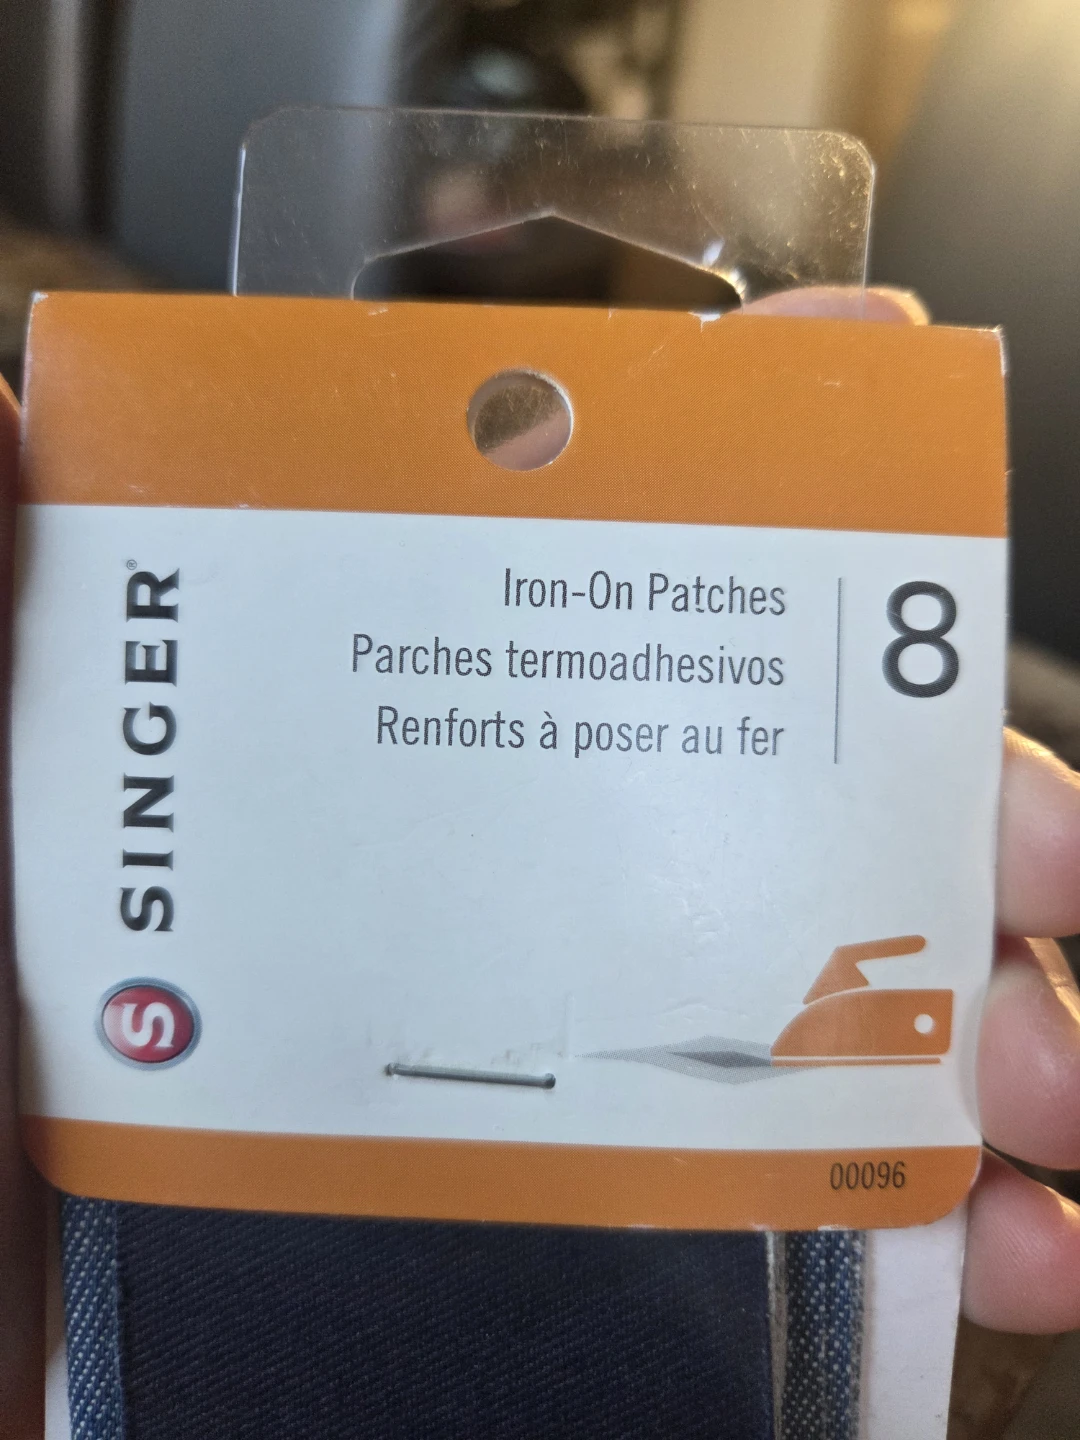 SINGER®
S
Iron-On Patches
Parches termoadhesivos
Renforts à poser au fer
8
00096